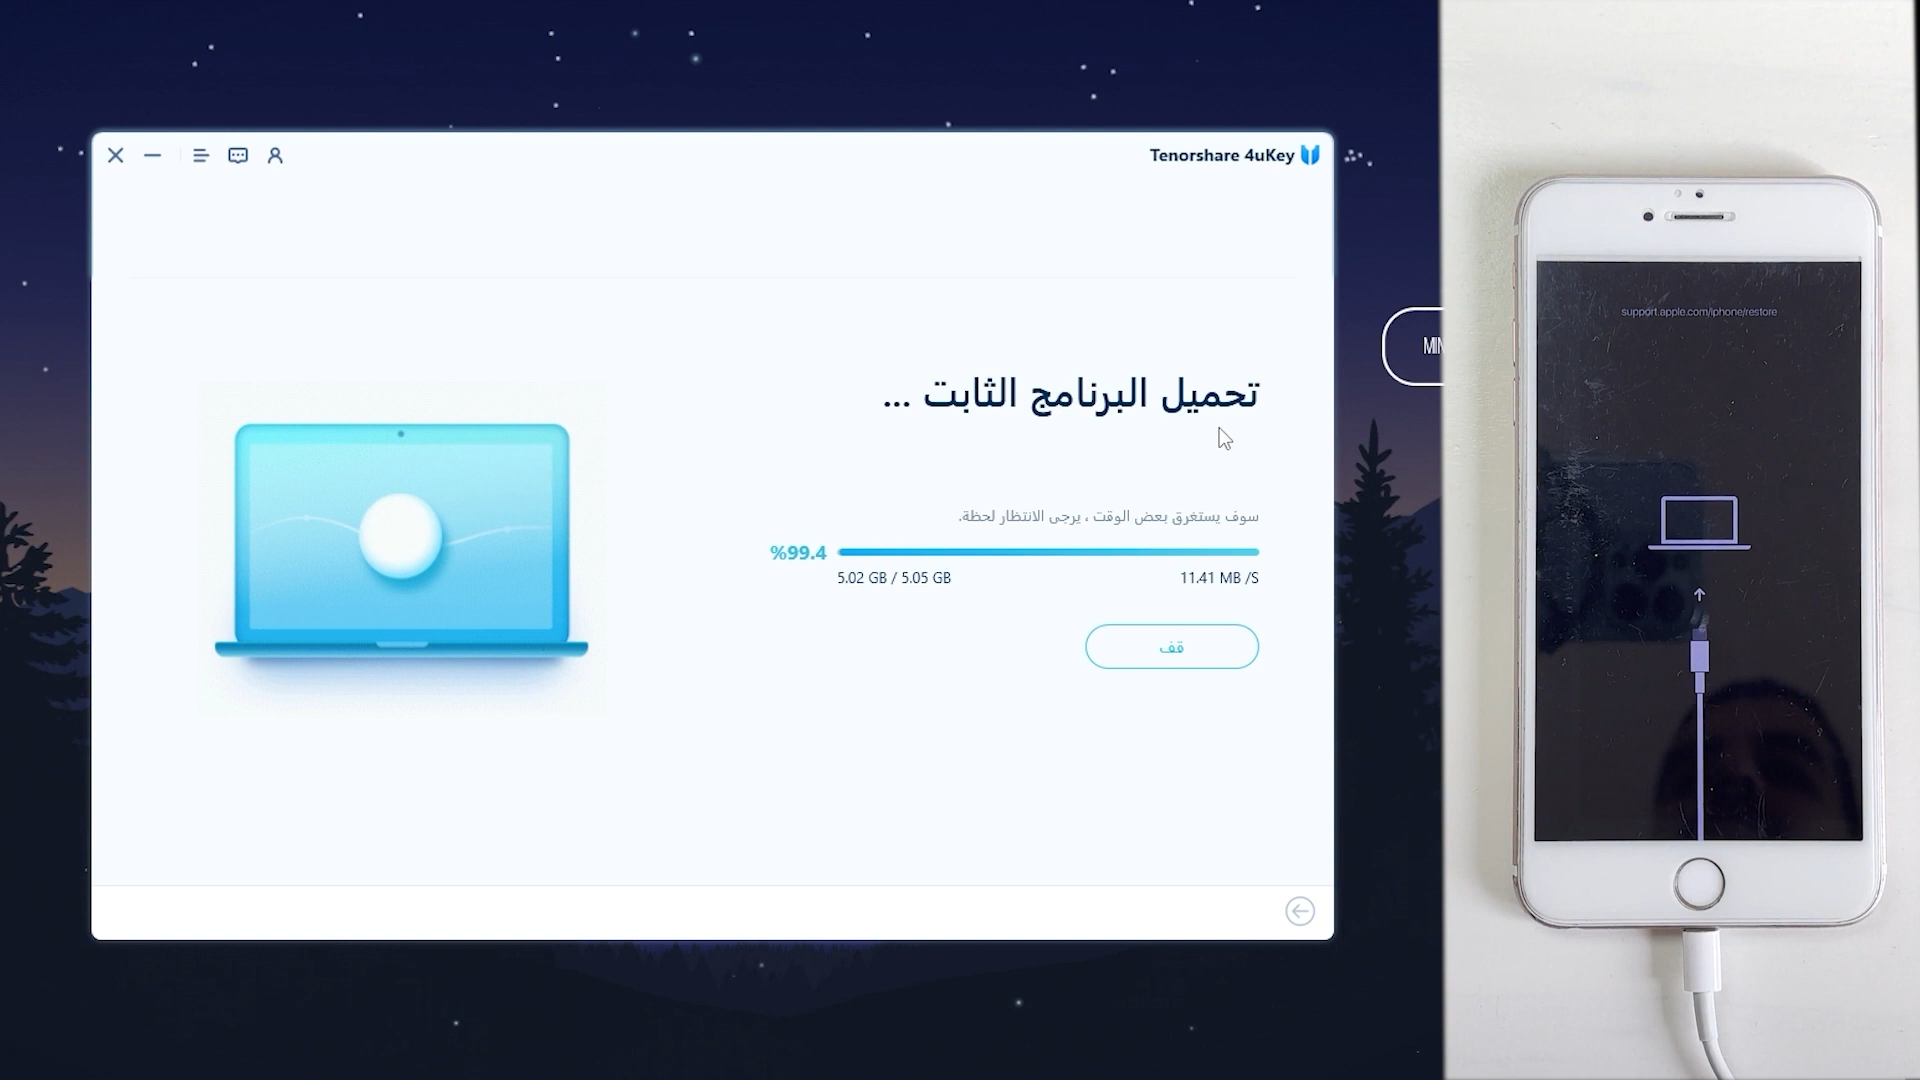 Tenorshare 4uKey
support.apple.com/iphone/restore
MIN
تحميل البرنامج الثابت ...
سوف يستغرق بعض الوقت ، يرجى الانتظار لحظة.
%99.4
5.02 GB / 5.05 GB
11.41 MB /S
قف